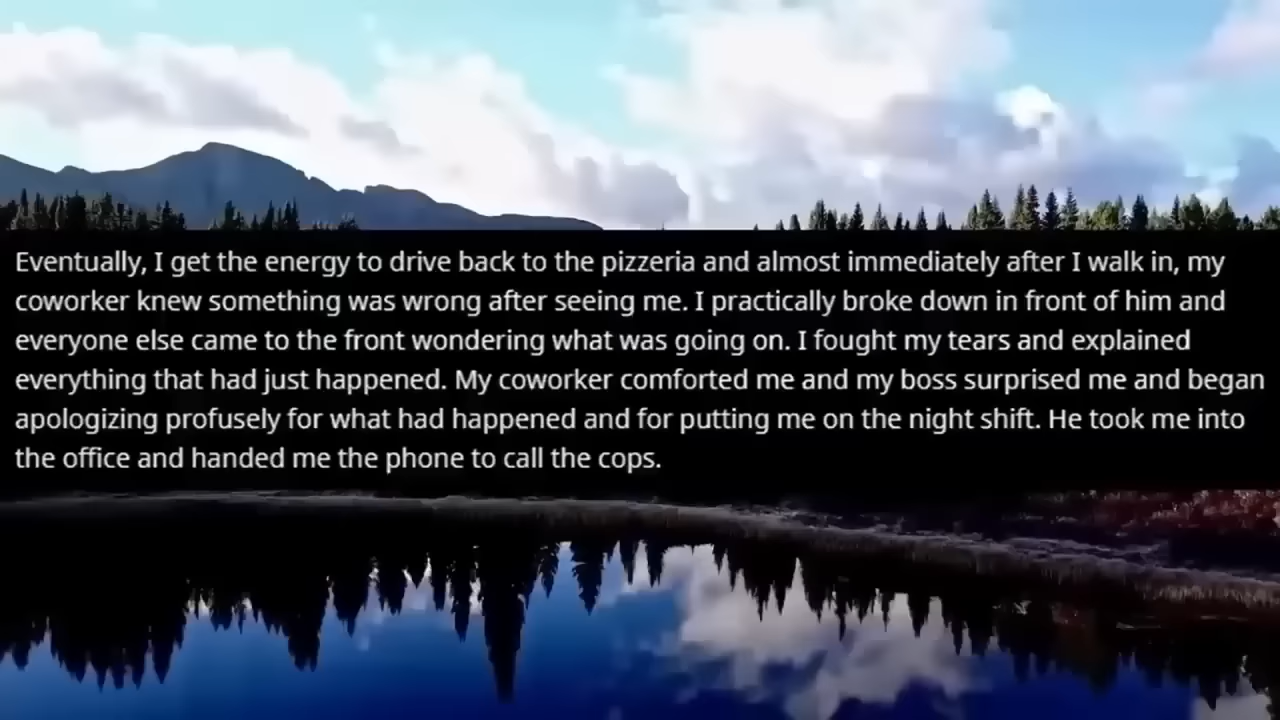 Eventually, I get the energy to drive back to the pizzeria and almost immediately after I walk in, my
coworker knew something was wrong after seeing me. I practically broke down in front of him and
everyone else came to the front wondering what was going on. I fought my tears and explained
everything that had just happened. My coworker comforted me and my boss surprised me and began
apologizing profusely for what had happened and for putting me on the night shift. He took me into
the office and handed me the phone to call the cops.